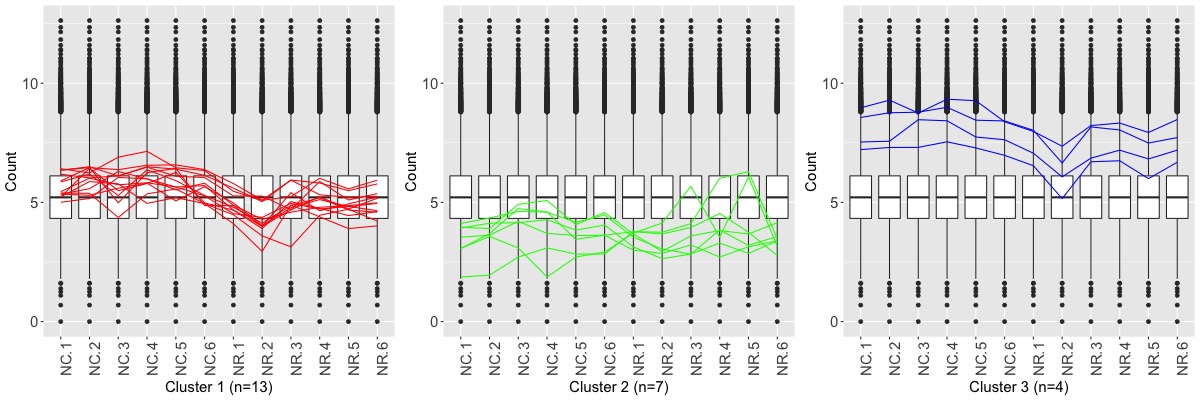 Count
10
5
0
NC.1 NC.2 NC.3 NC.4 NC.5 NC.6 NR.1 NR.2 NR.3 NR.4 NR.5 NR.6
Cluster 1 (n=13)
Count
10
5
0
NC.1 NC.2 NC.3 NC.4 NC.5 NC.6 NR.1 NR.2 NR.3 NR.4 NR.5 NR.6
Cluster 2 (n=7)
Count
10
5
0
NC.1 NC.2 NC.3 NC.4 NC.5 NC.6 NR.1 NR.2 NR.3 NR.4 NR.5 NR.6
Cluster 3 (n=4)